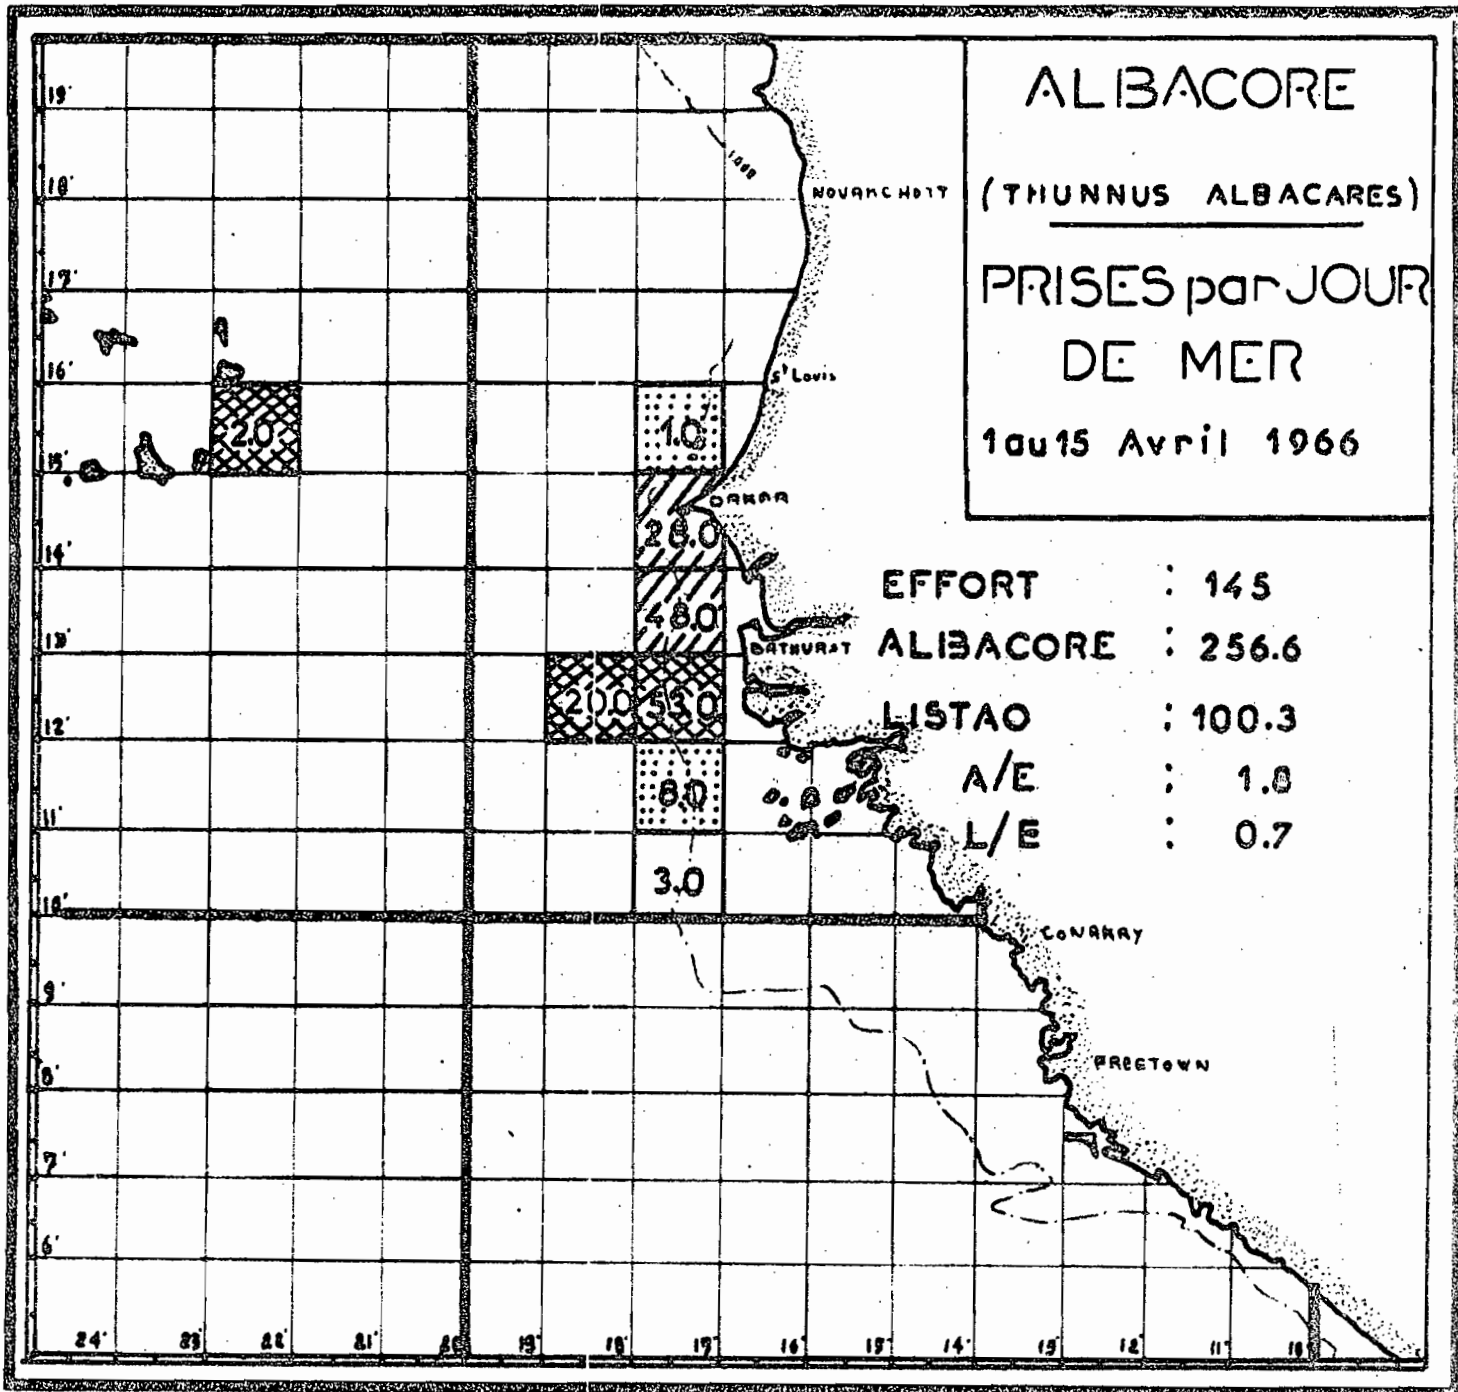 ALBACORE
(THUNNUS ALBACARES)
PRISES par JOUR
DE MER
1 au 15 Avril 1966
EFFORT : 145
ALBACORE : 256.6
LISTAO : 100.3
A/E : 1.8
L/E : 0.7
19°
18°
17°
16°
15°
14°
13°
12°
11°
10°
9°
8°
7°
6°
1000
NOUAKCHOTT
St Louis
DAKAR
BATHURST
CONAKRY
FREETOWN
2.0
1.0
28.0
48.0
20.0 53.0
8.0
3.0
24° 23° 22° 21° 20 19° 18° 17° 16° 15° 14° 13° 12° 11° 10